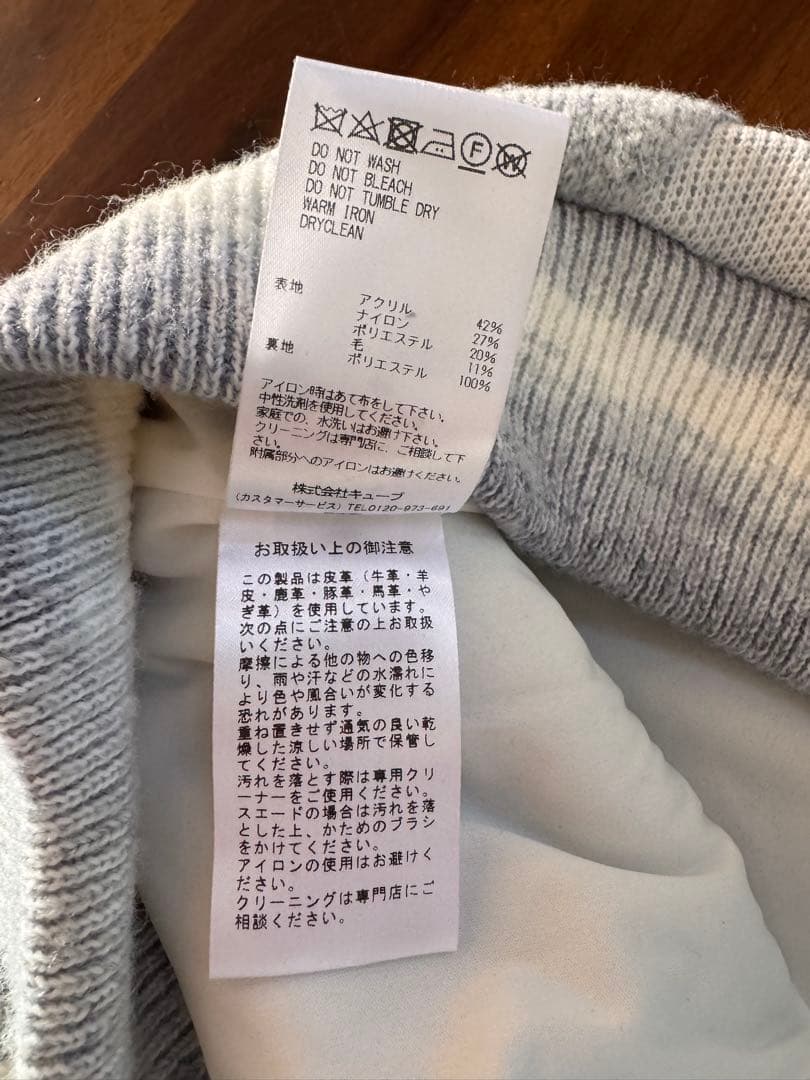 F
W
DO NOT WASH
DO NOT BLEACH
DO NOT TUMBLE DRY
WARM IRON
DRYCLEAN
表地
アクリル 42%
ナイロン 27%
ポリエステル 20%
毛 11%
裏地
ポリエステル 100%
アイロン時はあて布をして下さい。
中性洗剤を使用してください。
家庭での、水洗いはお避け下さい。
クリーニングは専門店に、ご相談して下
さい。
附属部分へのアイロンはお避けください。
株式会社キューブ
(カスタマーサービス) TEL0120-973-691
お取扱い上の御注意
この製品は皮革(牛革・羊
皮・鹿革・豚革・馬革・や
ぎ革)を使用しています。
次の点にご注意の上お取扱
いください。
摩擦による他の物への色移
り、雨や汗などの水濡れに
より色や風合いが変化する
恐れがあります。
重ね置きせず通気の良い乾
燥した涼しい場所で保管し
てください。
汚れを落とす際は専用クリ
ーナーをご使用ください。
スエードの場合は汚れを落
とした上、かためのブラシ
をかけてください。
アイロンの使用はお避けく
ださい。
クリーニングは専門店にご
相談ください。